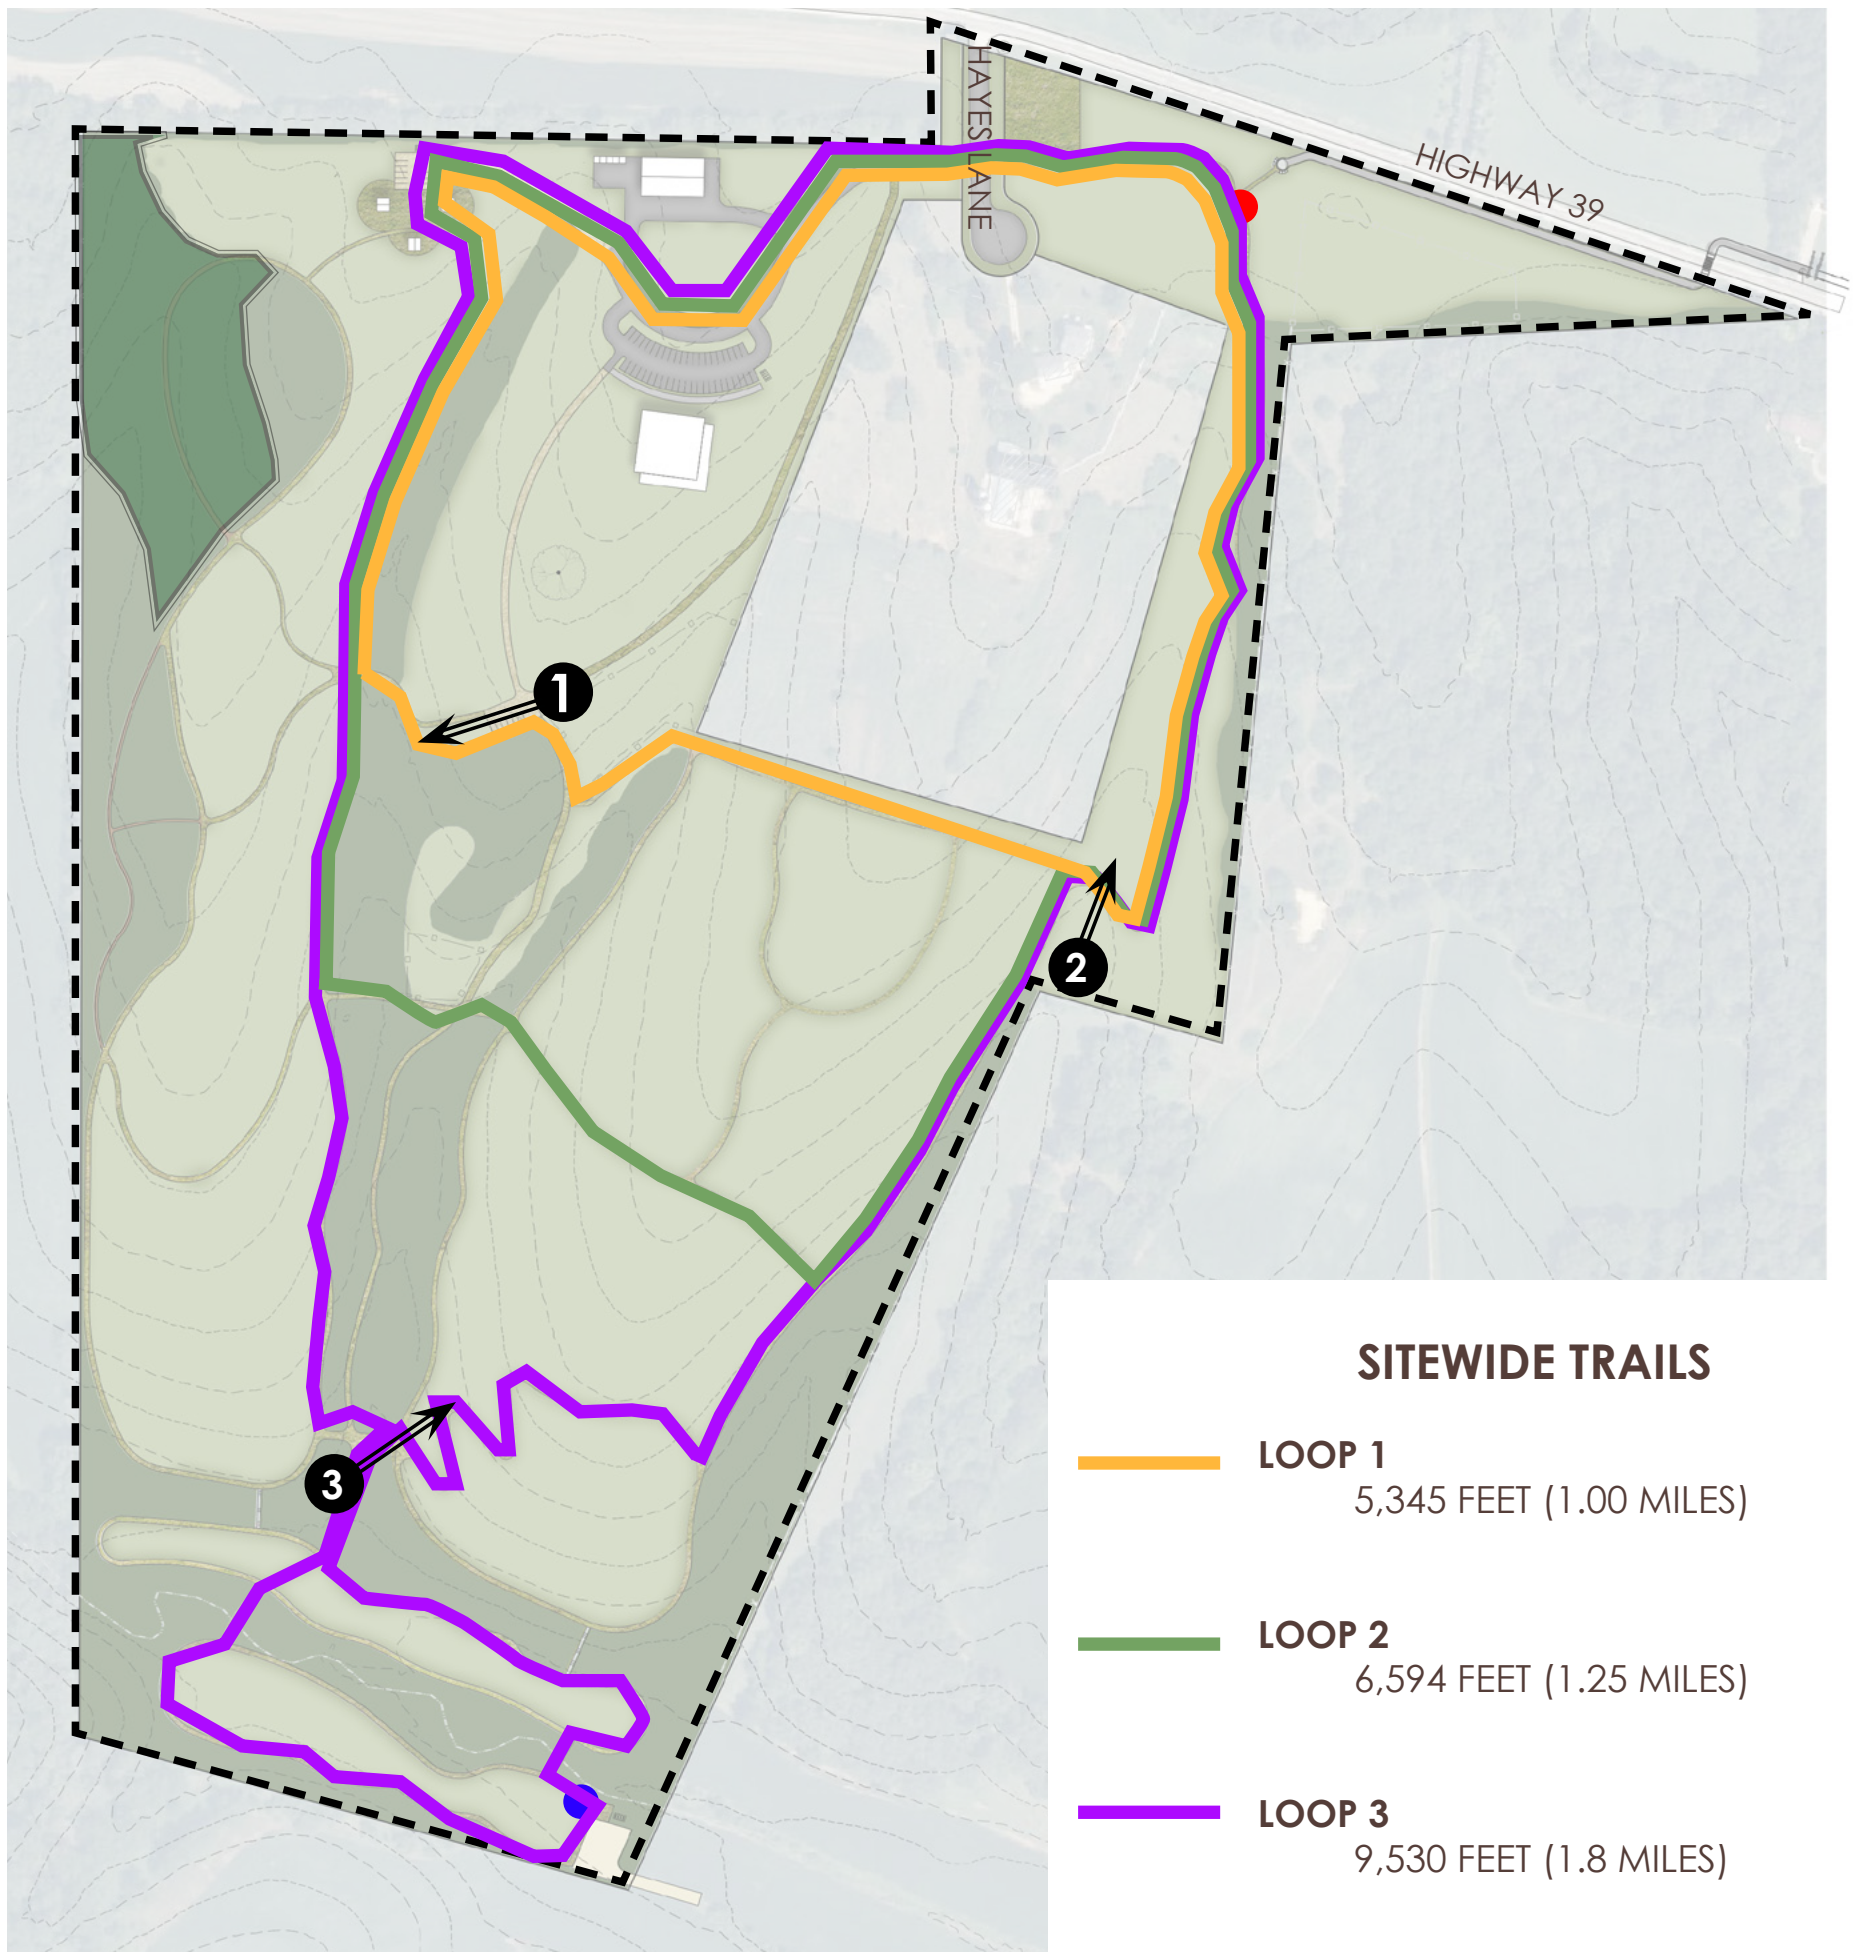 HAYES LANE
HIGHWAY 39
1
2
3
SITEWIDE TRAILS
LOOP 1
5,345 FEET (1.00 MILES)
LOOP 2
6,594 FEET (1.25 MILES)
LOOP 3
9,530 FEET (1.8 MILES)